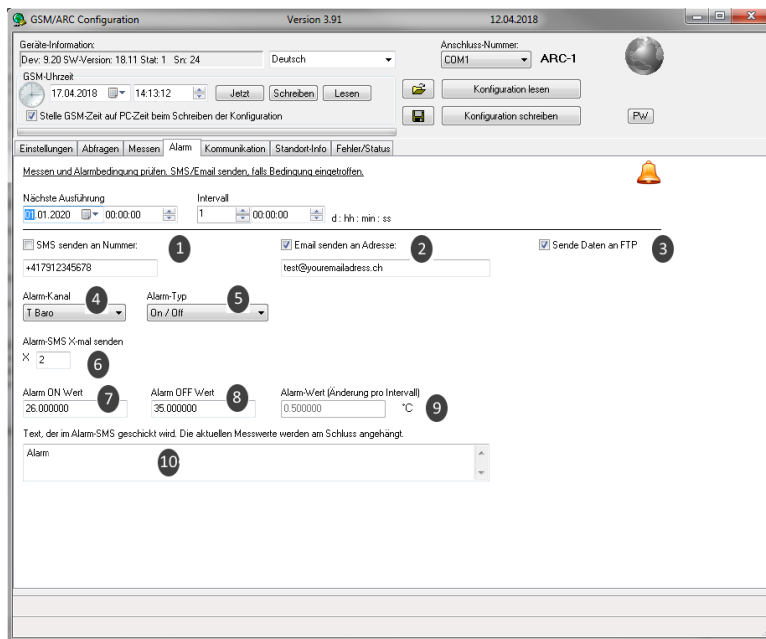 GSM/ARC Configuration Version 3.91 12.04.2018
Geräte-Information: Anschluss-Nummer:
Dev: 9.20 SW-Version: 18.11 Stat: 1 Sn: 24 Deutsch COM1 ARC-1
GSM-Uhrzeit
17.04.2018 14:13:12 Jetzt Schreiben Lesen Konfiguration lesen
Stelle GSM-Zeit auf PC-Zeit beim Schreiben der Konfiguration Konfiguration schreiben PW
Einstellungen Abfragen Messen Alarm Kommunikation Standort-Info Fehler/Status
Messen und Alarmbedingung prüfen. SMS/Email senden, falls Bedingung eingetroffen.
Nächste Ausführung Intervall
01.01.2020 00:00:00 1 00:00:00 d : hh : min : ss
SMS senden an Nummer: 1 Email senden an Adresse: 2 Sende Daten an FTP 3
+417912345678 test@youremailadress.ch
Alarm-Kanal 4 Alarm-Typ 5
T Baro On / Off
Alarm-SMS X-mal senden
X 2 6
Alarm ON Wert 7 Alarm OFF Wert 8 Alarm-Wert (Änderung pro Intervall)
26.000000 35.000000 0.500000 °C 9
Text, der im Alarm-SMS geschickt wird. Die aktuellen Messwerte werden am Schluss angehängt.
Alarm 10